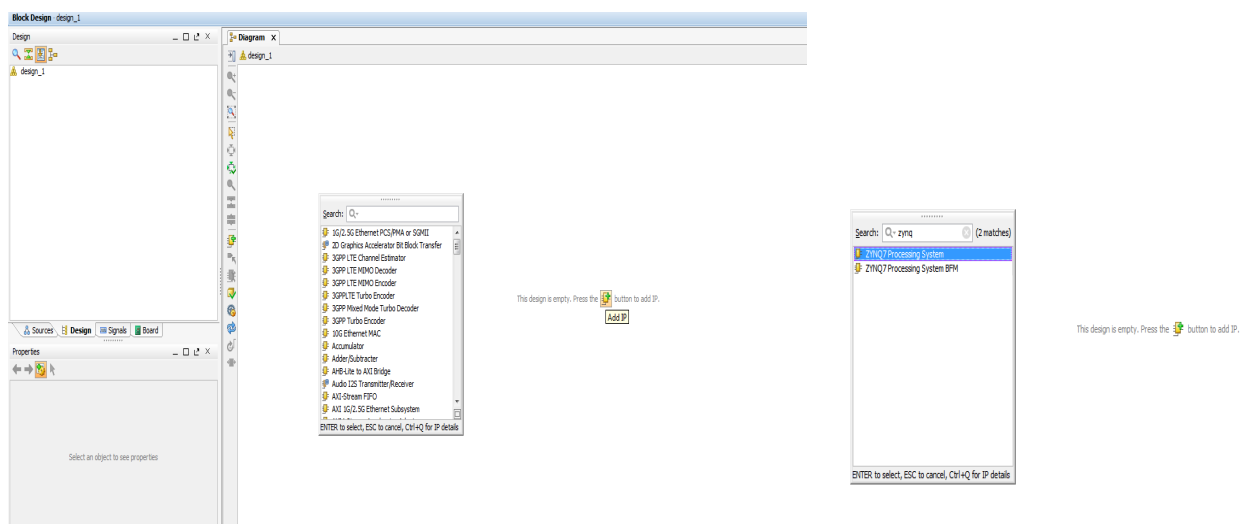 Block Design design_1
Design
design_1
Sources
Design
Signals
Board
Properties
Select an object to see properties
Diagram X
design_1
Search:
1G/2.5G Ethernet PCS/PMA or SGMII
2D Graphics Accelerator Bit Block Transfer
3GPP LTE Channel Estimator
3GPP LTE MIMO Decoder
3GPP LTE MIMO Encoder
3GPPLTE Turbo Encoder
3GPP Mixed Mode Turbo Decoder
3GPP Turbo Encoder
10G Ethernet MAC
Accumulator
Adder/Subtracter
AHB-Lite to AXI Bridge
Audio I2S Transmitter/Receiver
AXI-Stream FIFO
AXI 1G/2.5G Ethernet Subsystem
ENTER to select, ESC to cancel, Ctrl+Q for IP details
This design is empty. Press the button to add IP.
Add IP
Search: zynq (2 matches)
ZYNQ7 Processing System
ZYNQ7 Processing System BFM
ENTER to select, ESC to cancel, Ctrl+Q for IP details
This design is empty. Press the button to add IP.